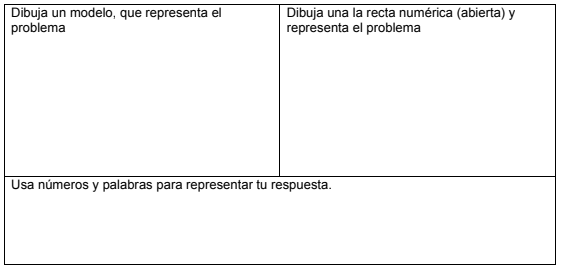 Dibuja un modelo, que representa el
problema
Dibuja una la recta numérica (abierta) y
representa el problema
Usa números y palabras para representar tu respuesta.